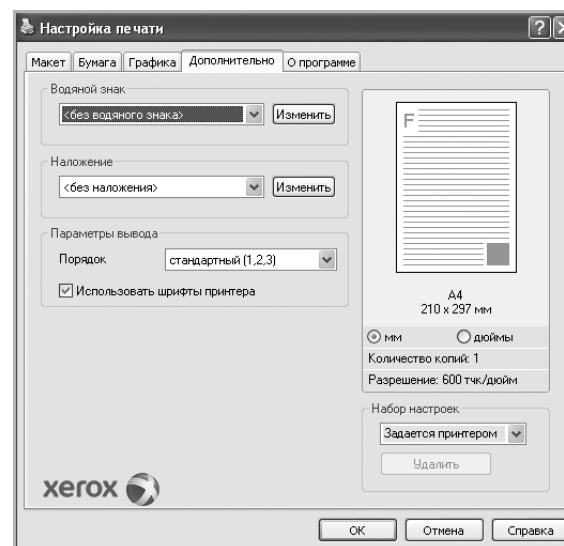 Настройка печати
Макет Бумага Графика Дополнительно О программе
Водяной знак
<без водяного знака> Изменить
Наложение
<без наложения> Изменить
Параметры вывода
Порядок стандартный (1,2,3)
Использовать шрифты принтера
F
A4
210 x 297 мм
мм дюймы
Количество копий: 1
Разрешение: 600 тчк/дюйм
Набор настроек
Задается принтером
Удалить
xerox
OK Отмена Справка